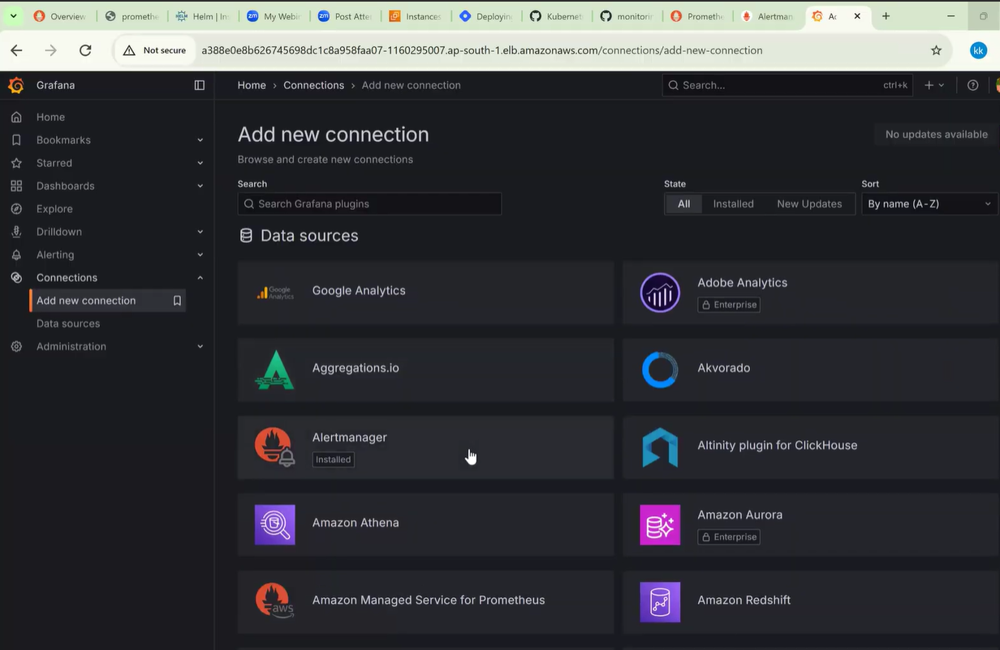 Overview
promethe
Helm | In
My Webir
Post Atte
Instances
Deployin
Kubernet
monitorin
Promethe
Alertman
Ac
Not secure
a388e0e8b626745698dc1c8a958faa07-1160295007.ap-south-1.elb.amazonaws.com/connections/add-new-connection
kk
Grafana
Home › Connections › Add new connection
Search...
ctrl+k
Home
Bookmarks
Starred
Dashboards
Explore
Drilldown
Alerting
Connections
Add new connection
Data sources
Administration
Add new connection
No updates available
Browse and create new connections
Search
Search Grafana plugins
State
All
Installed
New Updates
Sort
By name (A-Z)
Data sources
Google Analytics
Google Analytics
Adobe Analytics
Enterprise
Aggregations.io
Akvorado
Alertmanager
Installed
Altinity plugin for ClickHouse
Amazon Athena
Amazon Aurora
Enterprise
aws
Amazon Managed Service for Prometheus
Amazon Redshift